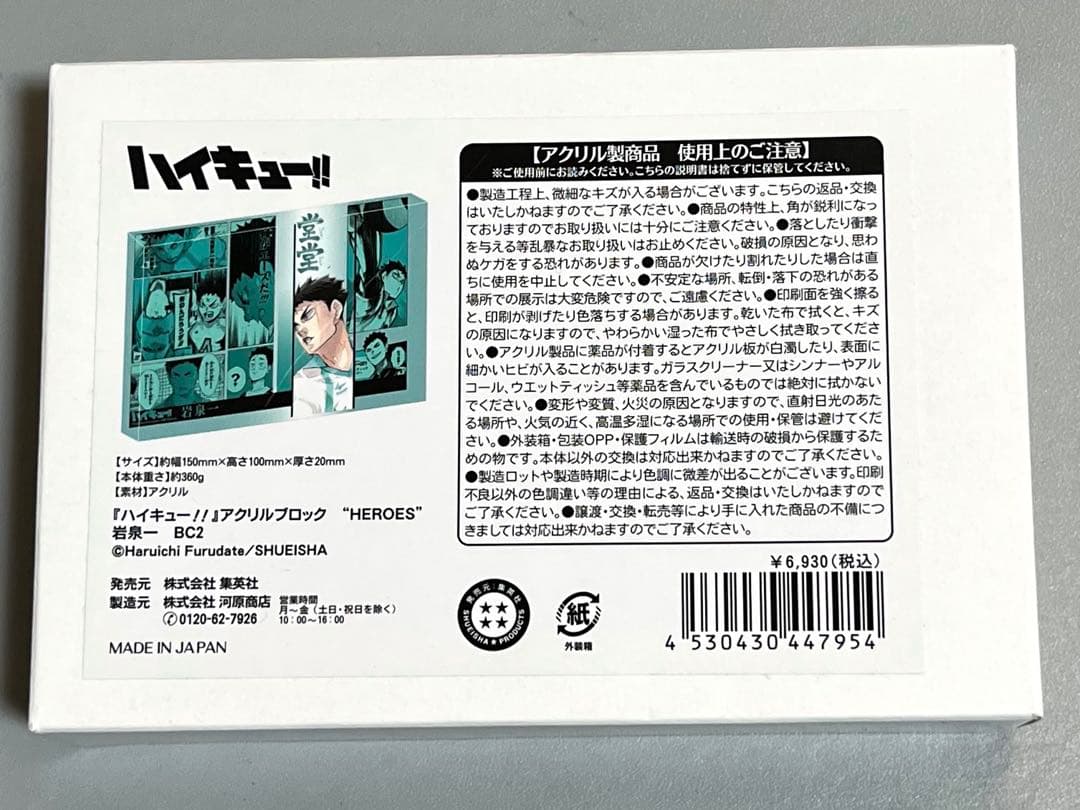 ハイキュー!!
堂堂
?
ハイキュー!! 岩泉一
【サイズ】約幅150mm×高さ100mm×厚さ20mm
【本体重さ】約360g
【素材】アクリル
『ハイキュー!!』アクリルブロック “HEROES”
岩泉一 BC2
©Haruichi Furudate/SHUEISHA
発売元 株式会社 集英社
製造元 株式会社 河原商店
0120-62-7926
営業時間
月～金（土日・祝日を除く）
10：00～16：00
MADE IN JAPAN
【アクリル製商品 使用上のご注意】
※ご使用前にお読みください。こちらの説明書は捨てずに保管してください。
●製造工程上、微細なキズが入る場合がございます。こちらの返品・交換
はいたしかねますのでご了承ください。●商品の特性上、角が鋭利になっ
ておりますのでお取り扱いには十分にご注意ください。●落としたり衝撃
を与える等乱暴なお取り扱いはお止めください。破損の原因となり、思わ
ぬケガをする恐れがあります。●商品が欠けたり割れたりした場合は直
ちに使用を中止してください。●不安定な場所、転倒・落下の恐れがある
場所での展示は大変危険ですので、ご遠慮ください。●印刷面を強く擦る
と、印刷が剥げたり色落ちする場合があります。乾いた布で拭くと、キズ
の原因になりますので、やわらかい湿った布でやさしく拭き取ってくださ
い。●アクリル製品に薬品が付着するとアクリル板が白濁したり、表面に
細かいヒビが入ることがあります。ガラスクリーナー又はシンナーやアル
コール、ウエットティッシュ等薬品を含んでいるものでは絶対に拭かない
でください。●変形や変質、火災の原因となりますので、直射日光のあた
る場所や、火気の近く、高温多湿になる場所での使用・保管は避けてくだ
さい。●外装箱・包装OPP・保護フィルムは輸送時の破損から保護するた
めの物です。本体以外の交換は対応出来かねますのでご了承ください。
●製造ロットや製造時期により色調に微差が出ることがございます。印刷
不良以外の色調違い等の理由による、返品・交換はいたしかねますので
ご了承ください。●譲渡・交換・転売等により手に入れた商品の不備につ
きましては対応出来かねますのでご了承ください。
￥6,930（税込）
発売元：集英社
SHUEISHA PRODUCTS
紙
外装箱
4 530430 447954